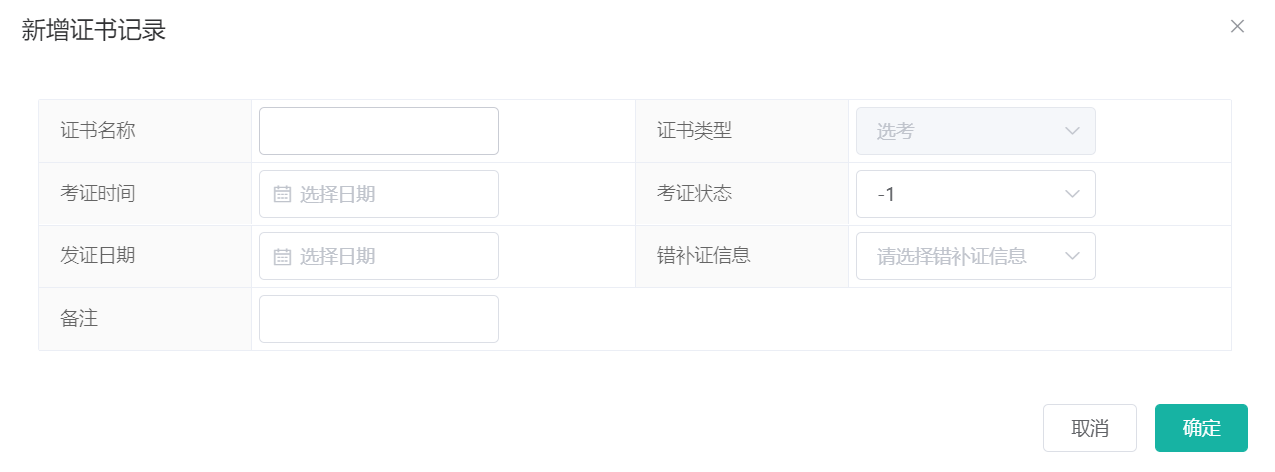 新增证书记录
证书名称
证书类型 选考
考证时间 选择日期
考证状态 -1
发证日期 选择日期
错补证信息 请选择错补证信息
备注
取消 确定